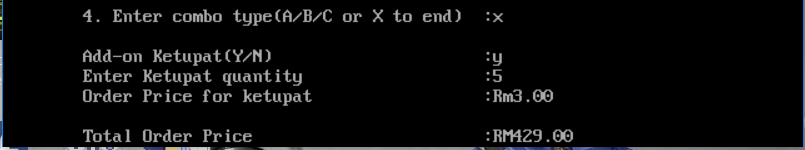 4. Enter combo type(A/B/C or X to end) :x
Add-on Ketupat(Y/N) :y
Enter Ketupat quantity :5
Order Price for ketupat :Rm3.00
Total Order Price :RM429.00